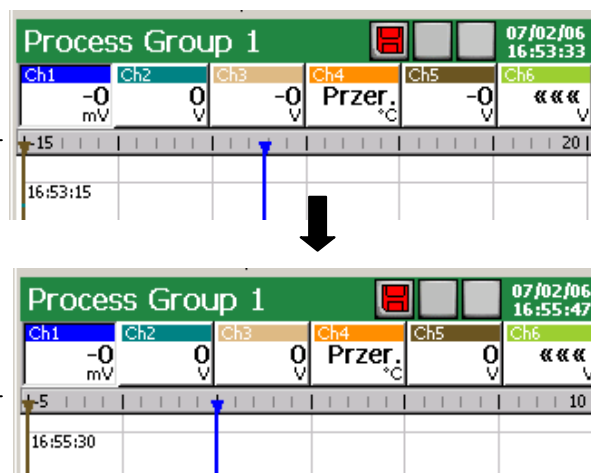 Process Group 1 07/02/06
16:53:33
Ch1 Ch2 Ch3 Ch4 Ch5 Ch6
-0 0 -0 Przer. -0 «««
mV V V °C V V
-15 20
16:53:15
Process Group 1 07/02/06
16:55:47
Ch1 Ch2 Ch3 Ch4 Ch5 Ch6
-0 0 0 Przer. 0 «««
mV V V °C V V
-5 10
16:55:30